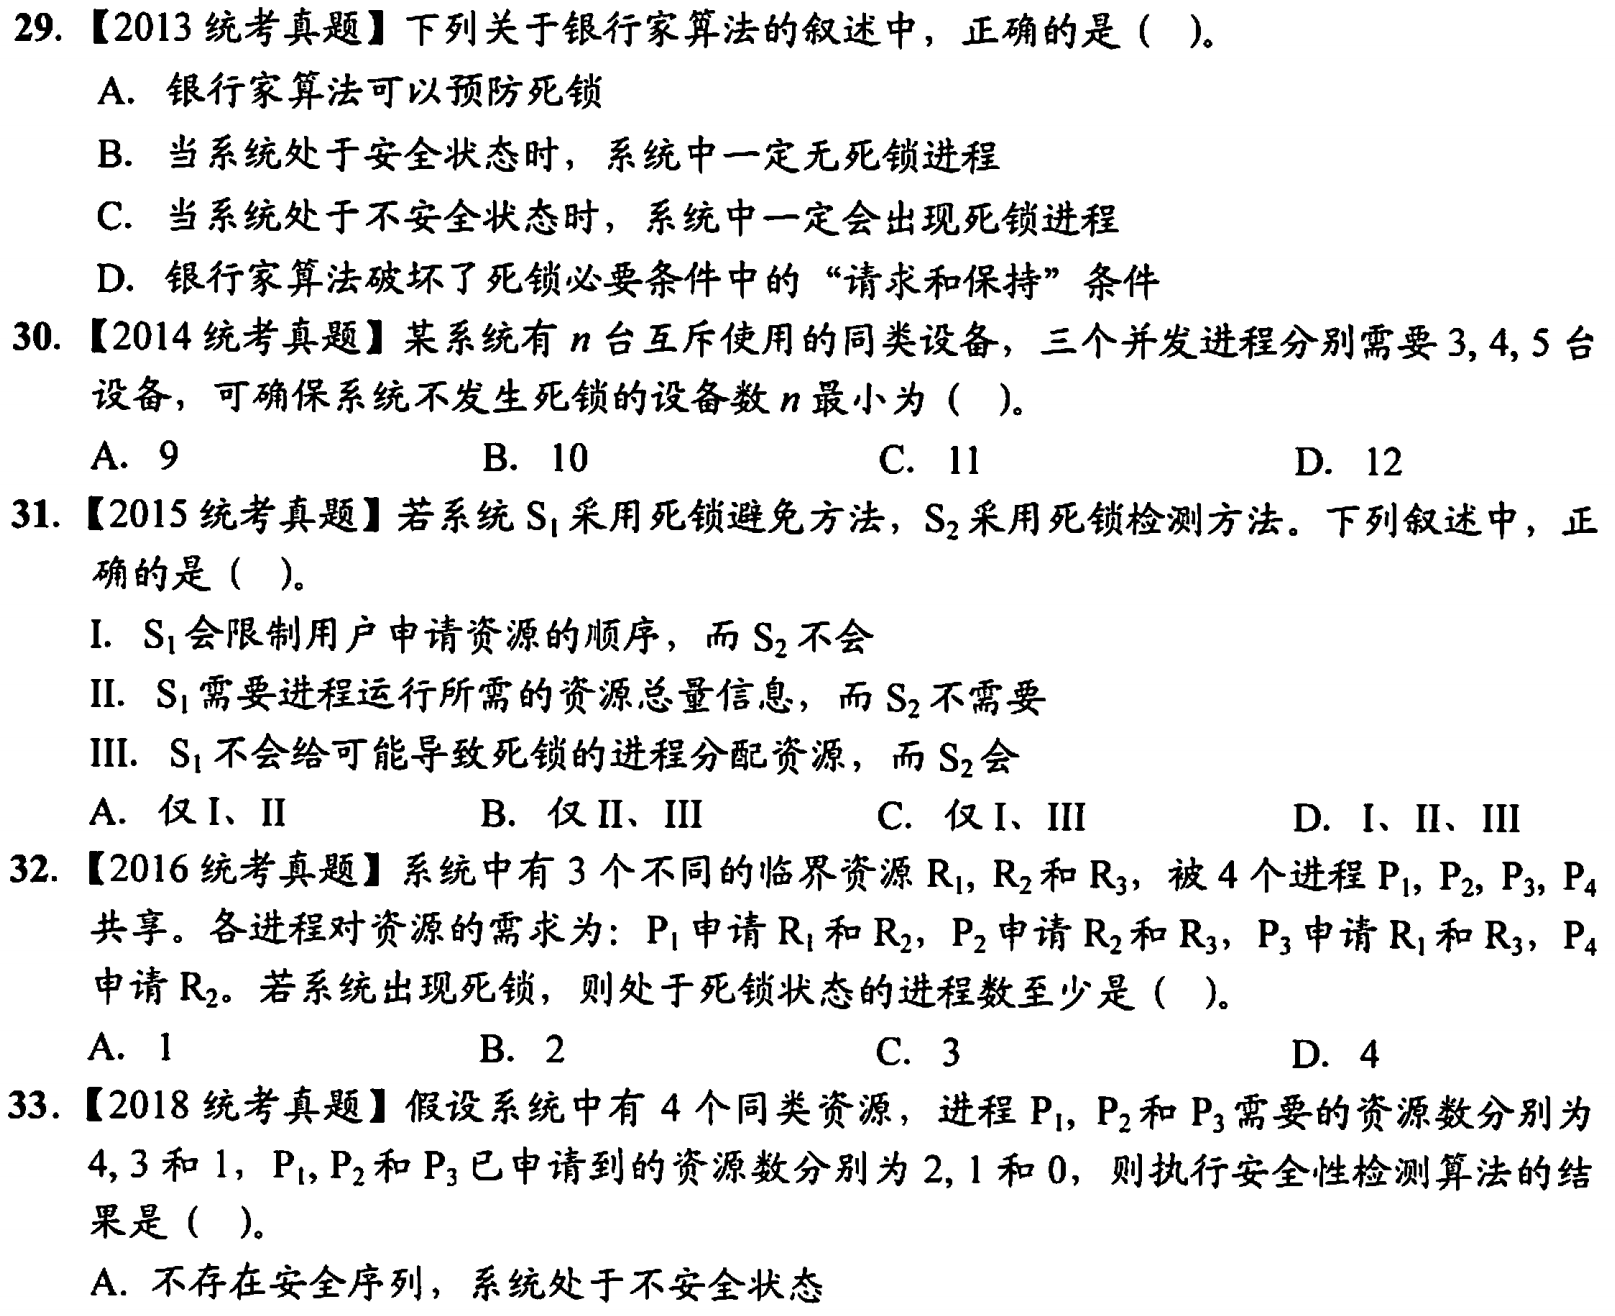 29. 【2013 统考真题】下列关于银行家算法的叙述中，正确的是（ ）。
A. 银行家算法可以预防死锁
B. 当系统处于安全状态时，系统中一定无死锁进程
C. 当系统处于不安全状态时，系统中一定会出现死锁进程
D. 银行家算法破坏了死锁必要条件中的“请求和保持”条件
30. 【2014 统考真题】某系统有 n 台互斥使用的同类设备，三个并发进程分别需要 3, 4, 5 台
设备，可确保系统不发生死锁的设备数 n 最小为（ ）。
A. 9 B. 10 C. 11 D. 12
31. 【2015 统考真题】若系统 S₁ 采用死锁避免方法，S₂ 采用死锁检测方法。下列叙述中，正
确的是（ ）。
I. S₁ 会限制用户申请资源的顺序，而 S₂ 不会
II. S₁ 需要进程运行所需的资源总量信息，而 S₂ 不需要
III. S₁ 不会给可能导致死锁的进程分配资源，而 S₂ 会
A. 仅 I、II B. 仅 II、III C. 仅 I、III D. I、II、III
32. 【2016 统考真题】系统中有 3 个不同的临界资源 R₁, R₂ 和 R₃，被 4 个进程 P₁, P₂, P₃, P₄
共享。各进程对资源的需求为：P₁ 申请 R₁ 和 R₂，P₂ 申请 R₂ 和 R₃，P₃ 申请 R₁ 和 R₃，P₄
申请 R₂。若系统出现死锁，则处于死锁状态的进程数至少是（ ）。
A. 1 B. 2 C. 3 D. 4
33. 【2018 统考真题】假设系统中有 4 个同类资源，进程 P₁, P₂ 和 P₃ 需要的资源数分别为
4, 3 和 1，P₁, P₂ 和 P₃ 已申请到的资源数分别为 2, 1 和 0，则执行安全性检测算法的结
果是（ ）。
A. 不存在安全序列，系统处于不安全状态